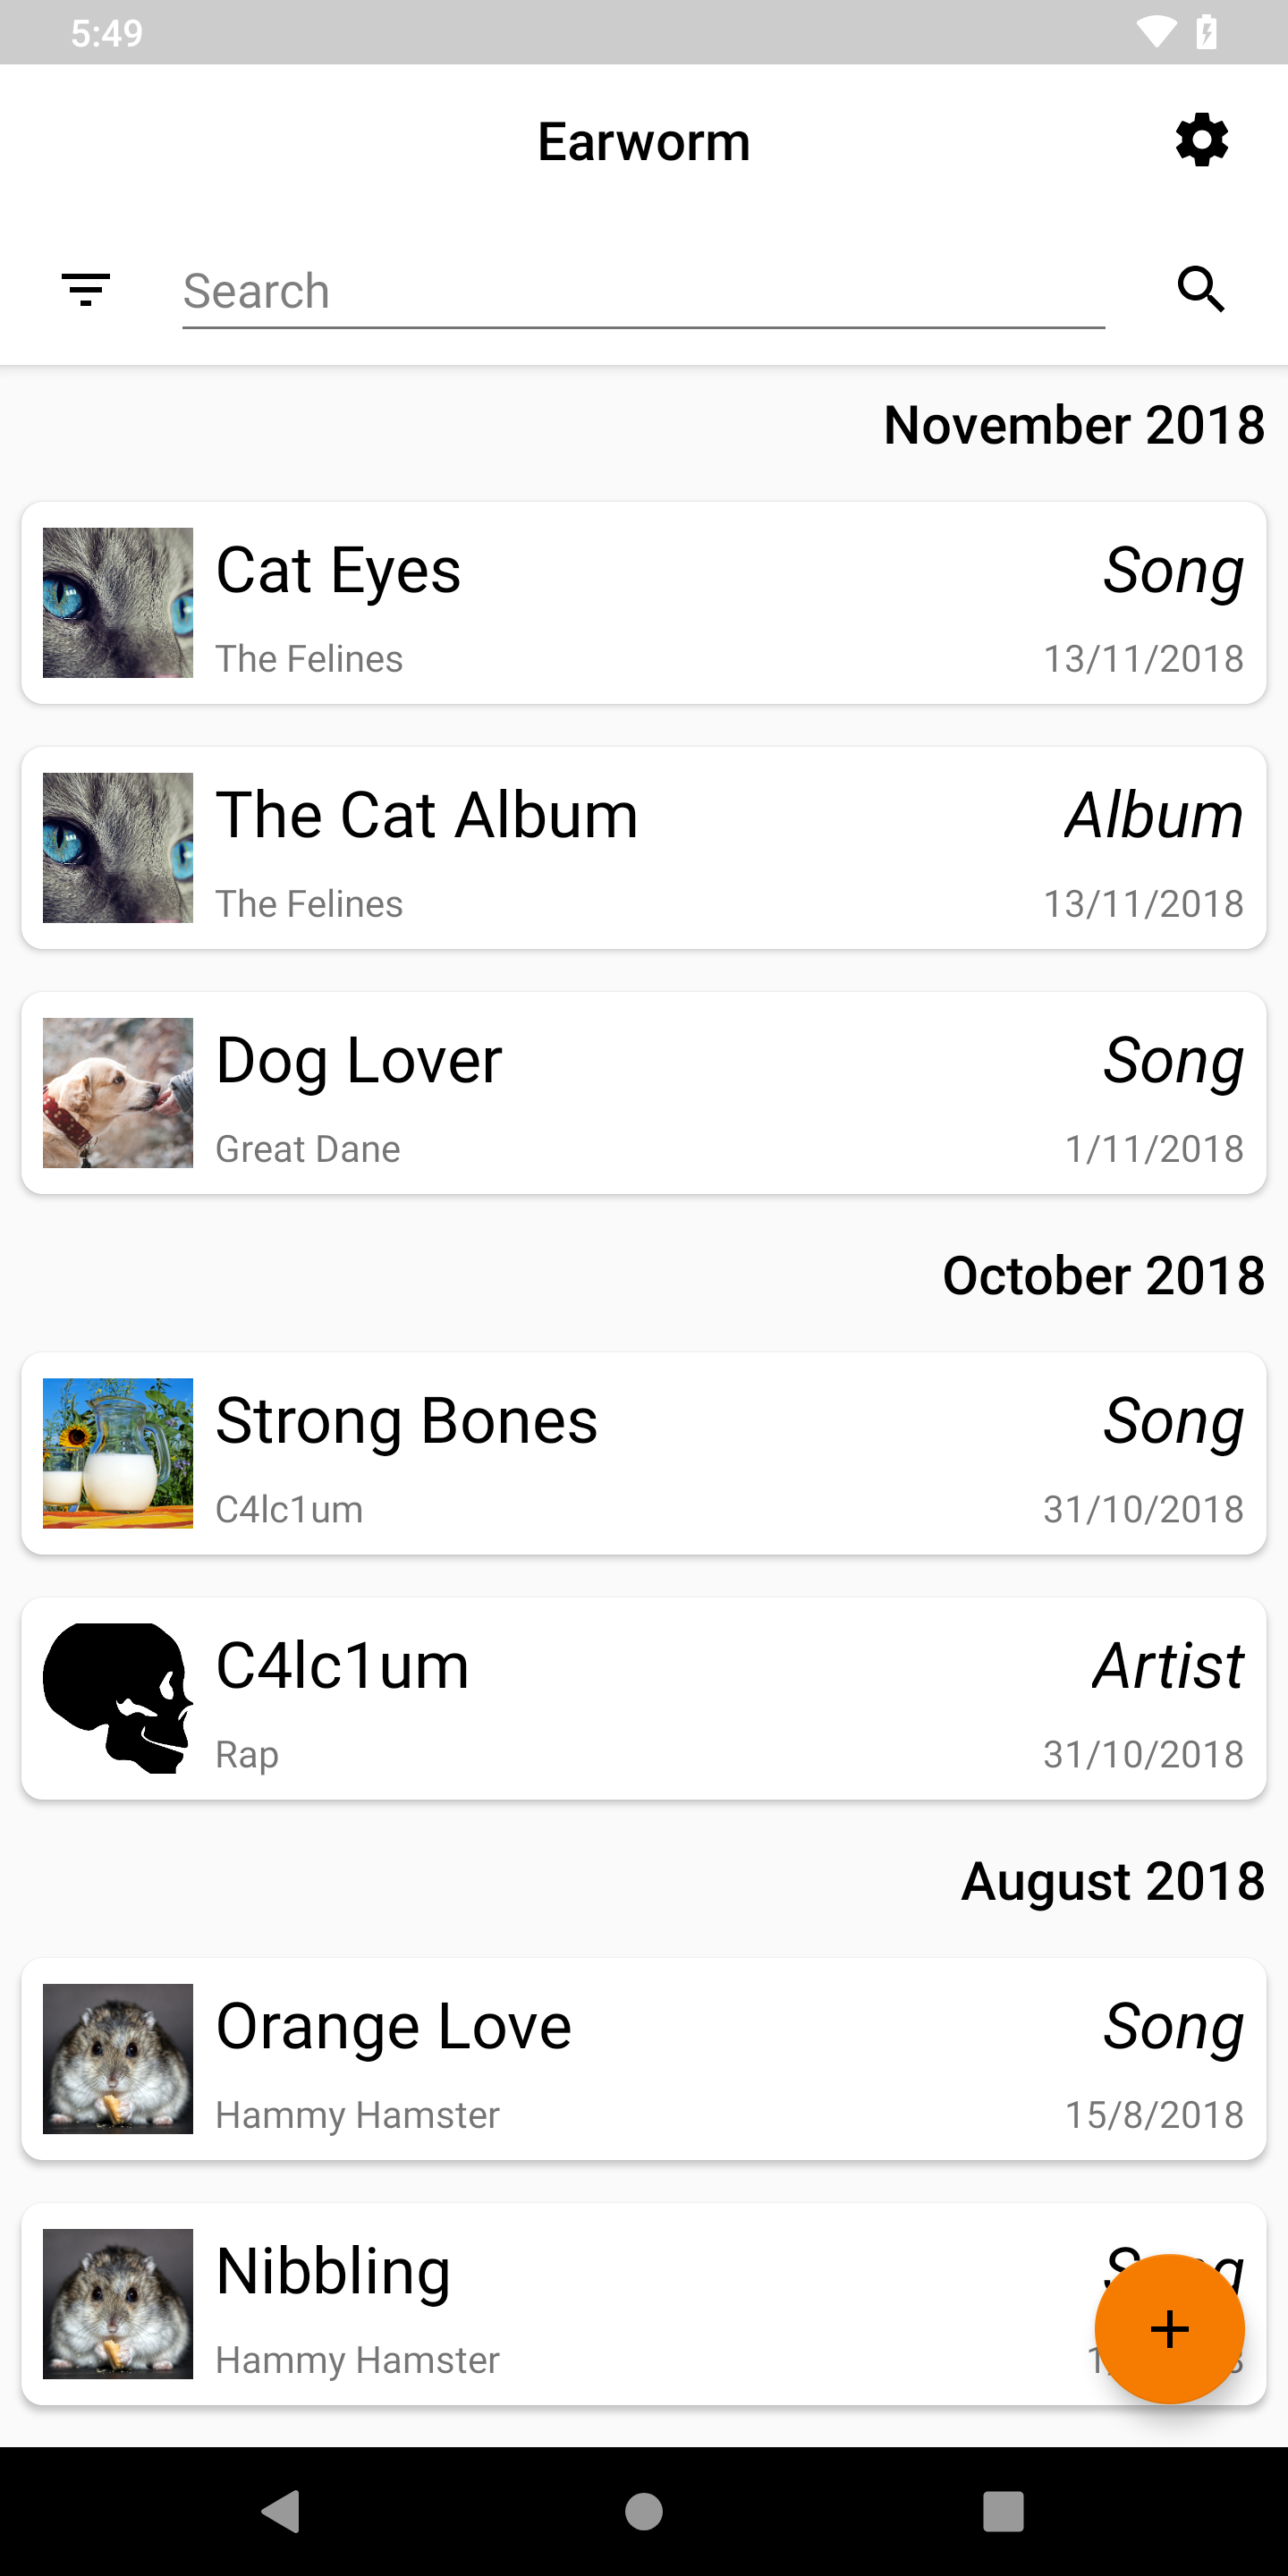 5:49
Earworm
Search
November 2018
Cat Eyes Song
The Felines 13/11/2018
The Cat Album Album
The Felines 13/11/2018
Dog Lover Song
Great Dane 1/11/2018
October 2018
Strong Bones Song
C4lc1um 31/10/2018
C4lc1um Artist
Rap 31/10/2018
August 2018
Orange Love Song
Hammy Hamster 15/8/2018
Nibbling
Hammy Hamster